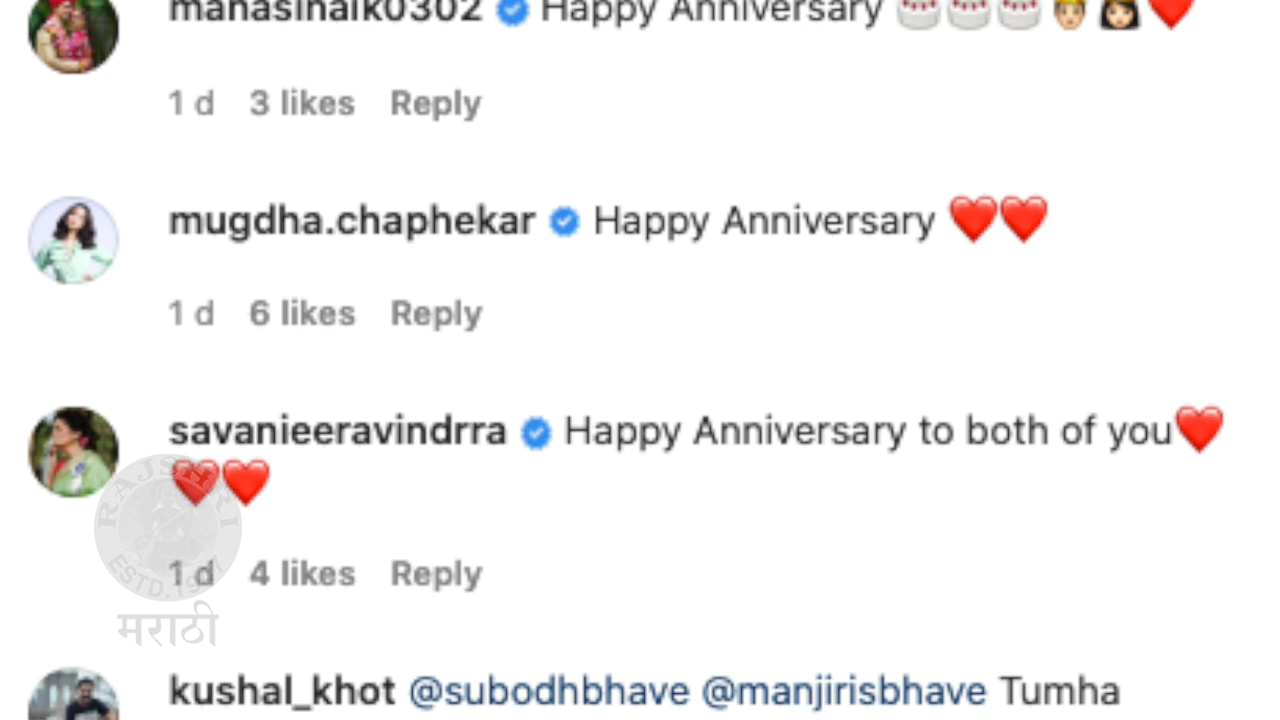 manasinaik0302 Happy Anniversary 🎂🎂🎂🤴👸❤️
1 d 3 likes Reply
mugdha.chaphekar Happy Anniversary ❤️❤️
1 d 6 likes Reply
savanieeravindrra Happy Anniversary to both of you❤️
❤️❤️
RAJSHRI
1 d 4 likes Reply
मराठी
kushal_khot @subodhbhave @manjirisbhave Tumha